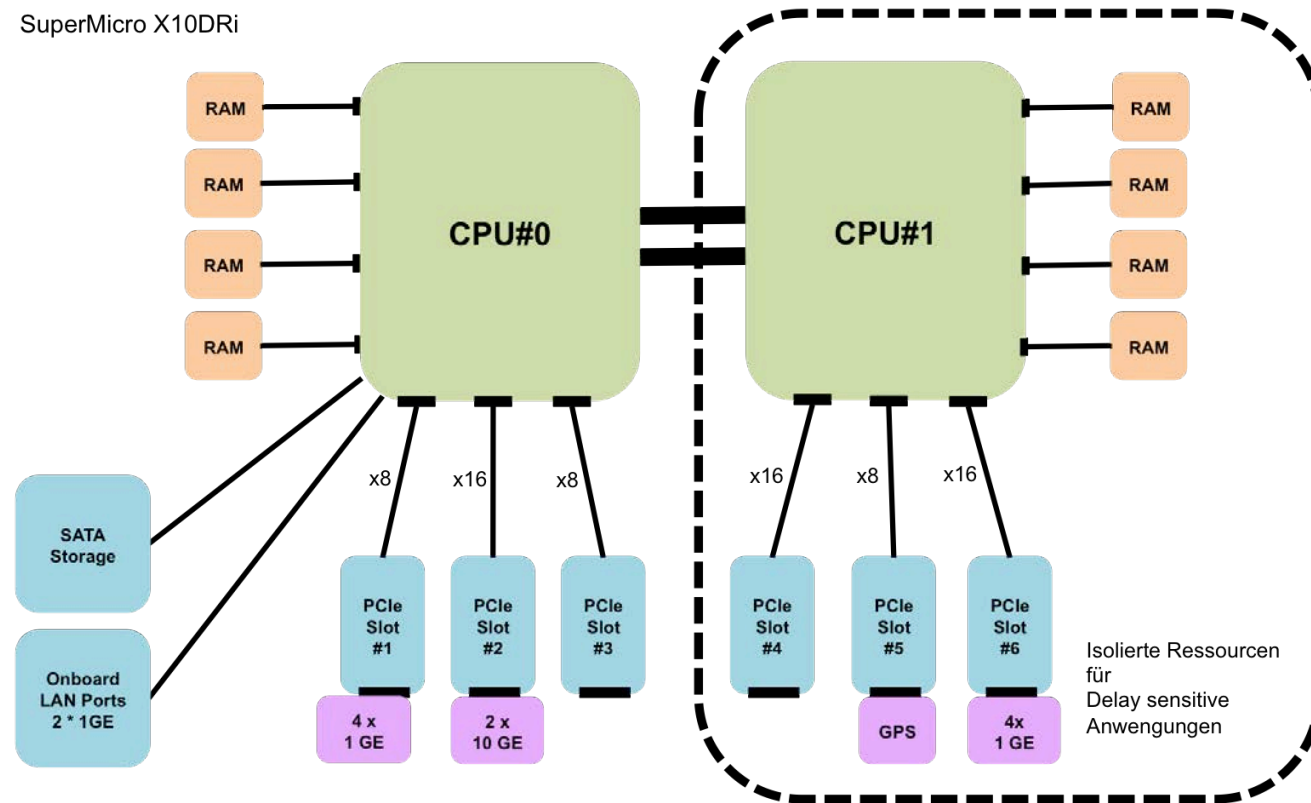 SuperMicro X10DRi
RAM
RAM
RAM
RAM
CPU#0
CPU#1
RAM
RAM
RAM
RAM
x8
x16
x8
x16
x8
x16
SATA
Storage
Onboard
LAN Ports
2 * 1GE
PCIe
Slot
#1
PCIe
Slot
#2
PCIe
Slot
#3
PCIe
Slot
#4
PCIe
Slot
#5
PCIe
Slot
#6
4 x
1 GE
2 x
10 GE
GPS
4x
1 GE
Isolierte Ressourcen
für
Delay sensitive
Anwengungen